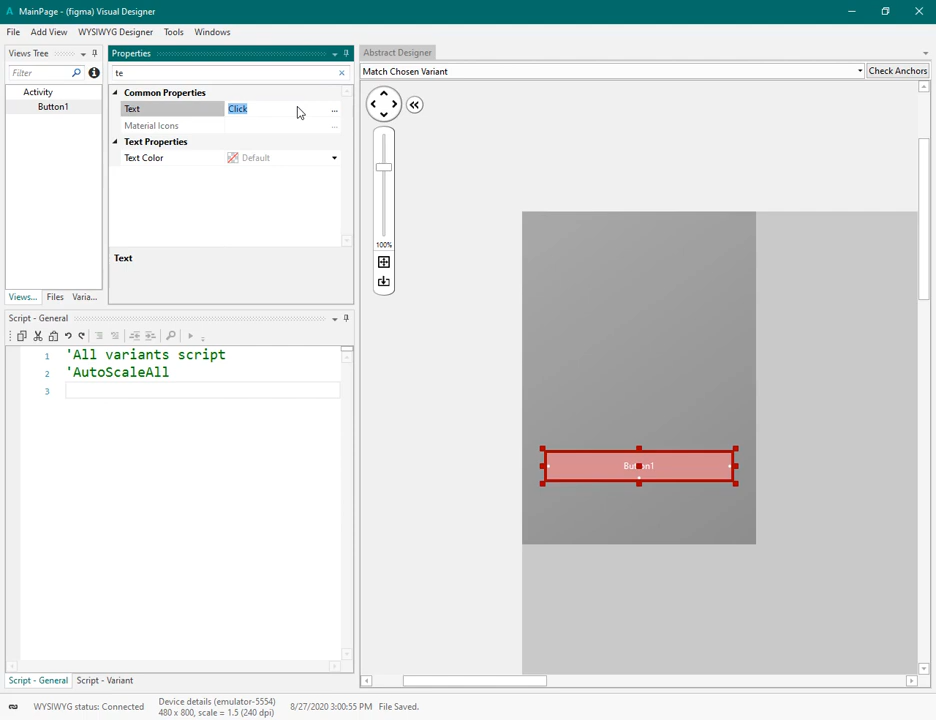 MainPage - (figma) Visual Designer
File Add View WYSIWYG Designer Tools Windows
Views Tree
Properties
Abstract Designer
Filter
te
Match Chosen Variant
Check Anchors
Activity
Button1
Common Properties
Text Click ...
Material Icons ...
Text Properties
Text Color Default
100%
Text
Views... Files Varia...
Script - General
1 'All variants script
2 'AutoScaleAll
3
Button1
Script - General Script - Variant
WYSIWYG status: Connected
Device details (emulator-5554)
480 x 800, scale = 1.5 (240 dpi)
8/27/2020 3:00:55 PM File Saved.